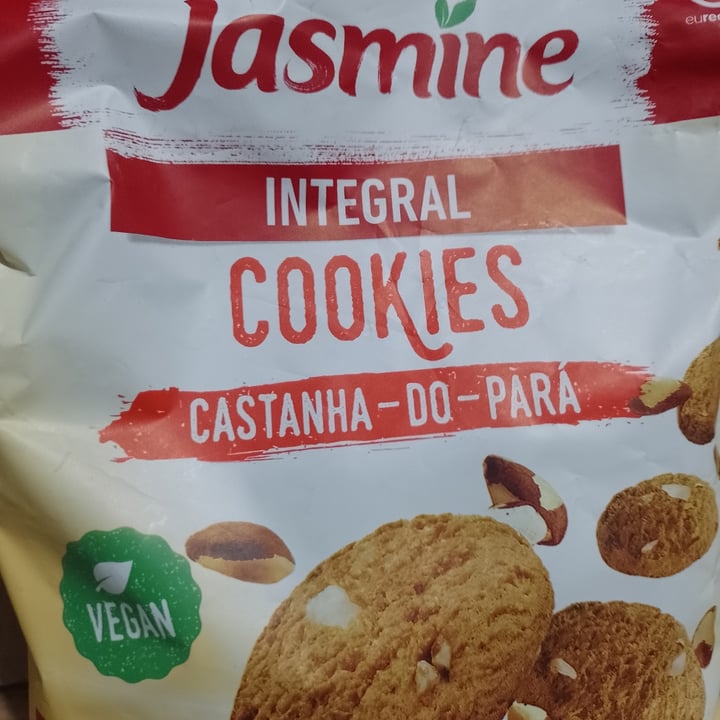 Jasmine
INTEGRAL
COOKIES
CASTANHA-DO-PARÁ
VEGAN